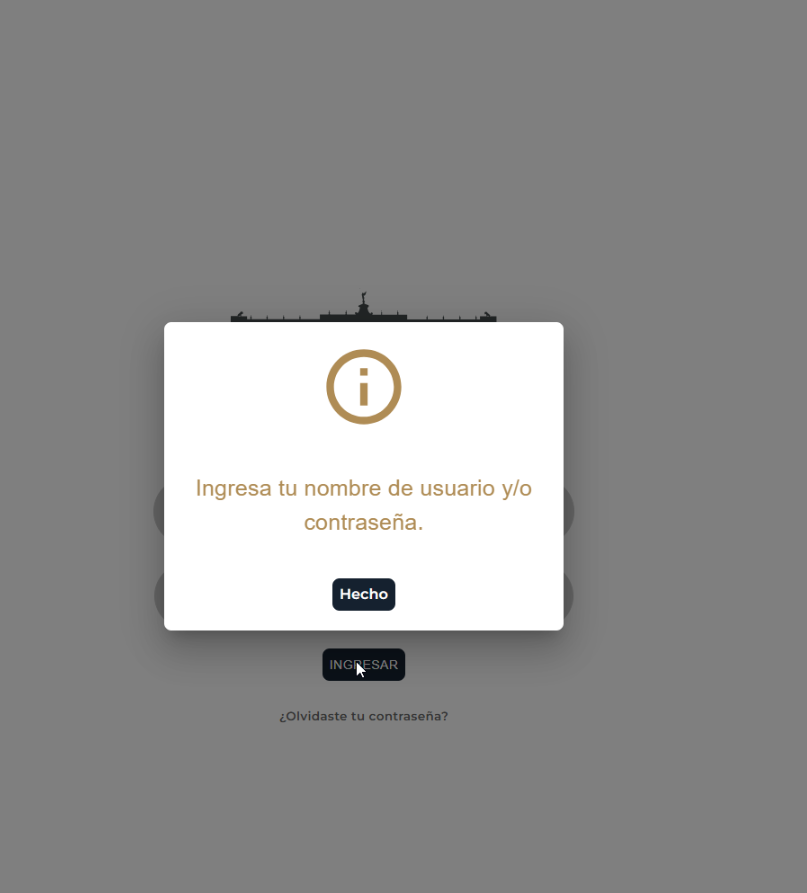 Ingresa tu nombre de usuario y/o
contraseña.
Hecho
INGRESAR
¿Olvidaste tu contraseña?